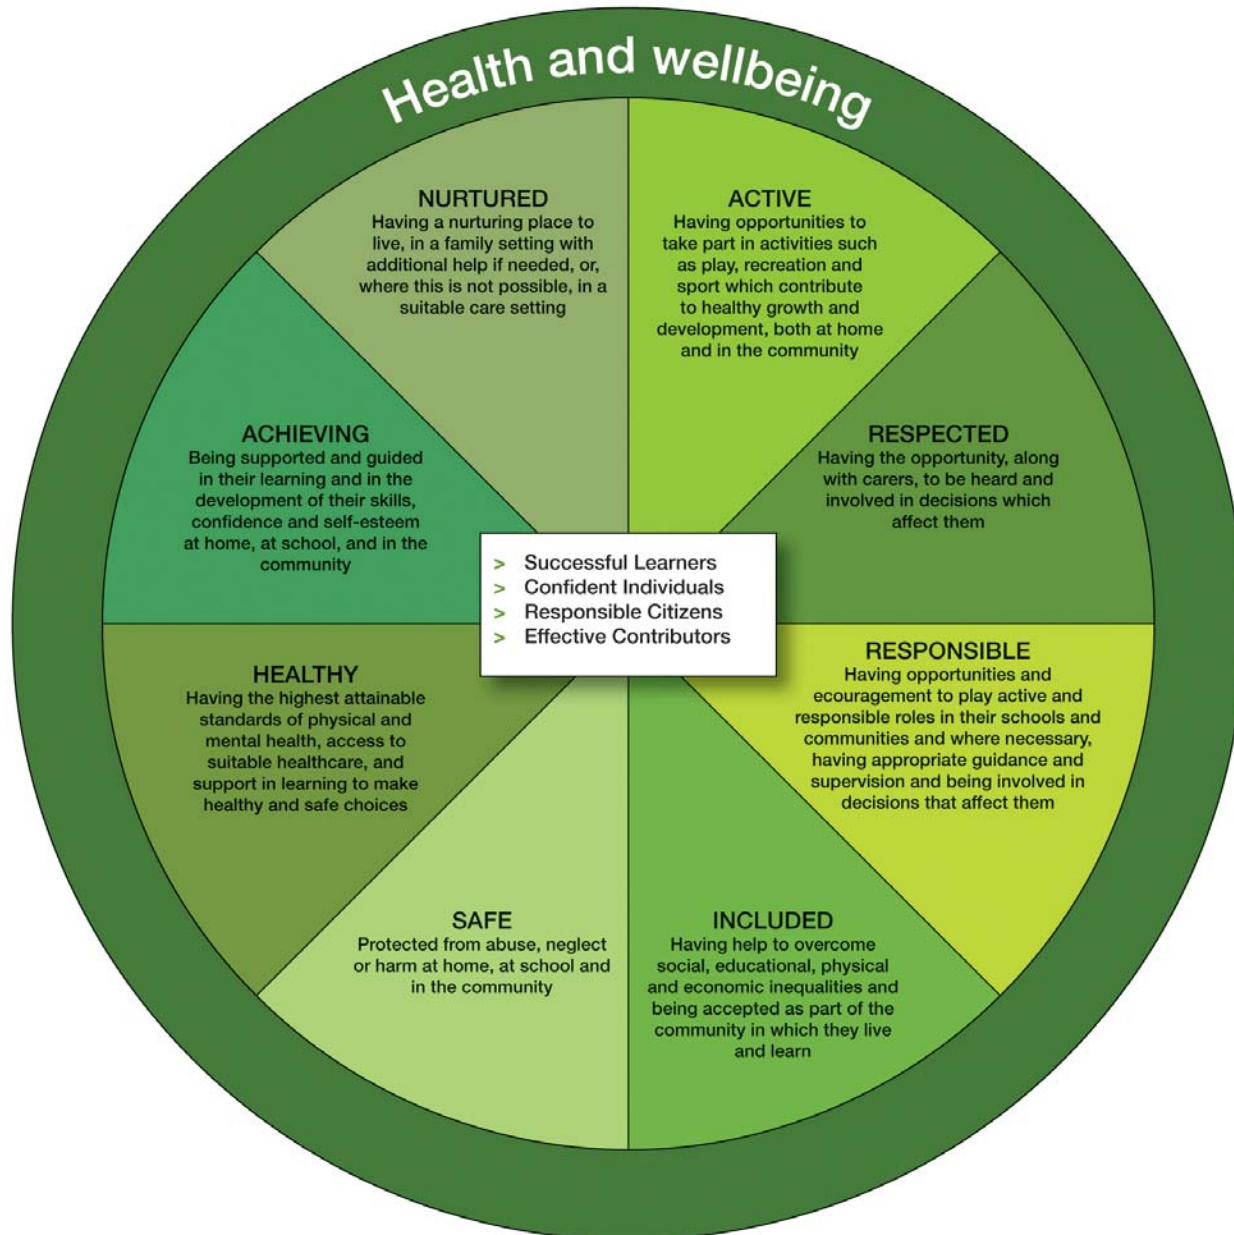 Health and wellbeing
NURTURED
Having a nurturing place to
live, in a family setting with
additional help if needed, or,
where this is not possible, in a
suitable care setting
ACTIVE
Having opportunities to
take part in activities such
as play, recreation and
sport which contribute
to healthy growth and
development, both at home
and in the community
RESPECTED
Having the opportunity, along
with carers, to be heard and
involved in decisions which
affect them
RESPONSIBLE
Having opportunities and
ecouragement to play active and
responsible roles in their schools and
communities and where necessary,
having appropriate guidance and
supervision and being involved in
decisions that affect them
INCLUDED
Having help to overcome
social, educational, physical
and economic inequalities and
being accepted as part of the
community in which they live
and learn
SAFE
Protected from abuse, neglect
or harm at home, at school and
in the community
HEALTHY
Having the highest attainable
standards of physical and
mental health, access to
suitable healthcare, and
support in learning to make
healthy and safe choices
ACHIEVING
Being supported and guided
in their learning and in the
development of their skills,
confidence and self-esteem
at home, at school, and in the
community
> Successful Learners
> Confident Individuals
> Responsible Citizens
> Effective Contributors